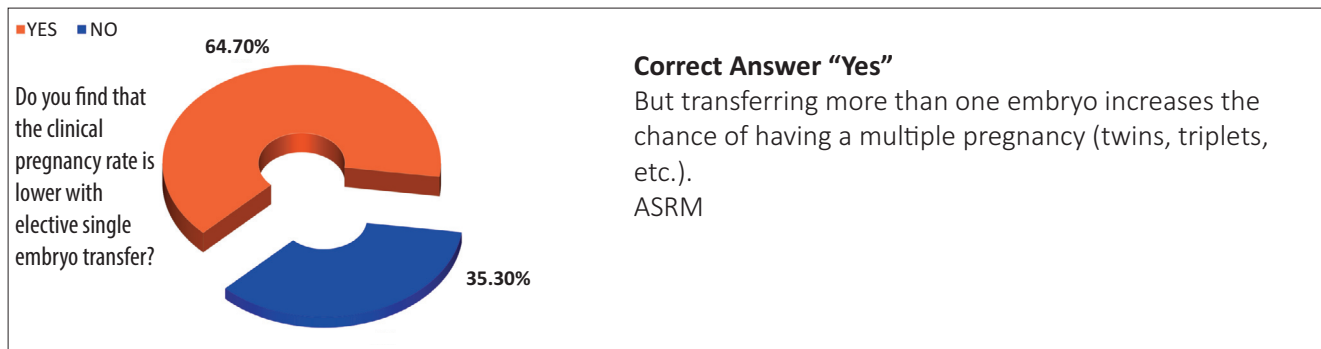 YES NO
64.70%
Do you find that
the clinical
pregnancy rate is
lower with
elective single
embryo transfer?
35.30%
Correct Answer “Yes”
But transferring more than one embryo increases the
chance of having a multiple pregnancy (twins, triplets,
etc.).
ASRM